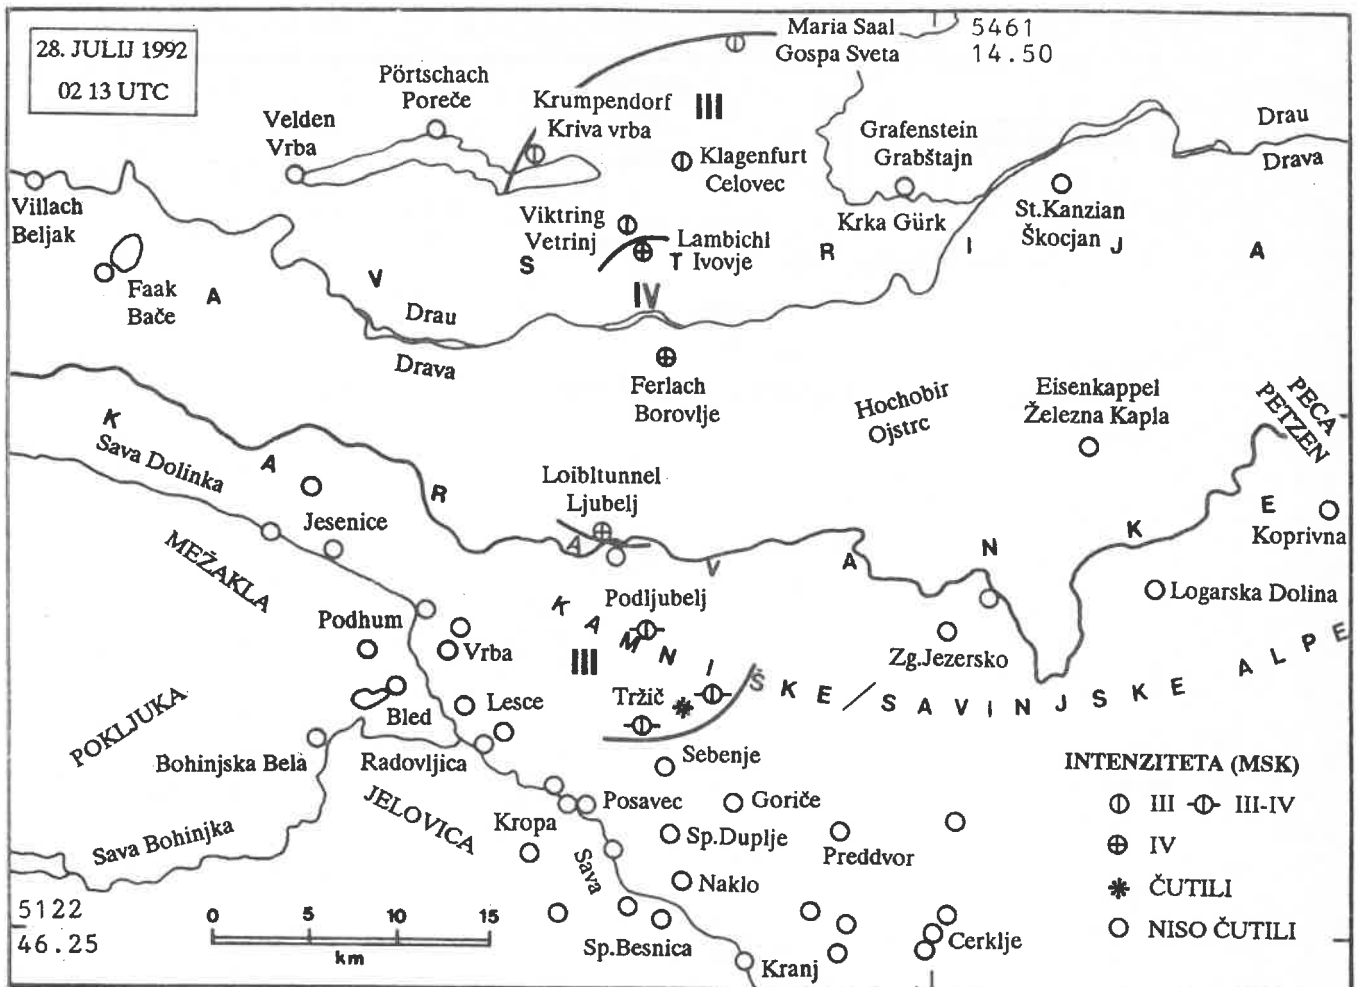 28. JULIJ 1992
02 13 UTC
Maria Saal
Gospa Sveta
5461
14.50
Pörtschach
Poreče
Krumpendorf
Kriva vrba
III
Velden
Vrba
Klagenfurt
Celovec
Grafenstein
Grabštajn
Drau
Drava
Villach
Beljak
Viktring
Vetrinj
Lambichl
Ivovje
Krka Gürk
St.Kanzian
Škocjan
Faak
Bače
A V S T R I J A
IV
Drau
Drava
Ferlach
Borovlje
Hochobir
Ojstrc
Eisenkappel
Železna Kapla
PECA
PETZEN
K A R A V A N K E
Sava Dolinka
Jesenice
Loibltunnel
Ljubelj
Koprivna
MEŽAKLA
Podljubelj
Logarska Dolina
Podhum
Vrba
III
Zg.Jezersko
KAMNIŠKE/SAVINJSKE ALPE
POKLJUKA
Bled
Lesce
Tržič
Bohinjska Bela
Radovljica
Sebenje
INTENZITETA (MSK)
III
III-IV
IV
ČUTILI
NISO ČUTILI
JELOVICA
Posavec
Goriče
Kropa
Sp.Duplje
Preddvor
Sava Bohinjka
Sava
Naklo
5122
46.25
0 5 10 15
km
Sp.Besnica
Kranj
Cerklje